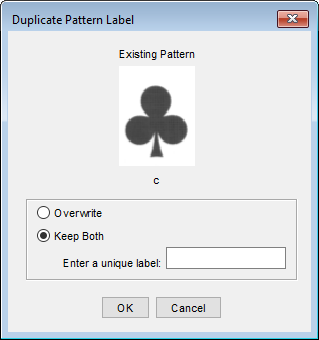 Duplicate Pattern Label
Existing Pattern
c
Overwrite
Keep Both
Enter a unique label:
OK Cancel